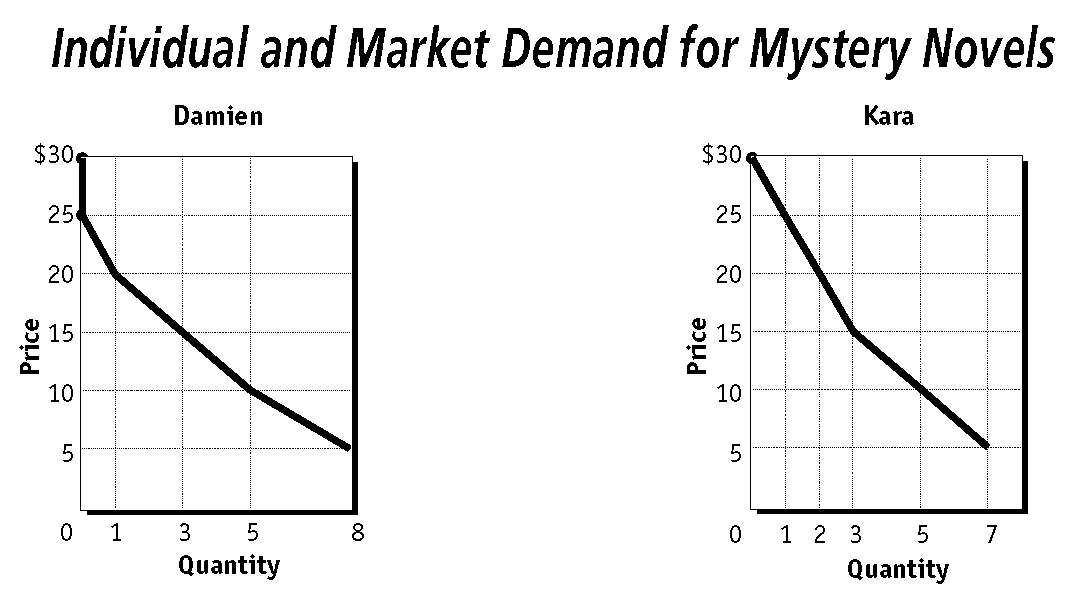 Individual and Market Demand for Mystery Novels
Damien
$30
25
20
15
10
5
0 1 3 5 8
Price
Quantity
Kara
$30
25
20
15
10
5
0 1 2 3 5 7
Price
Quantity